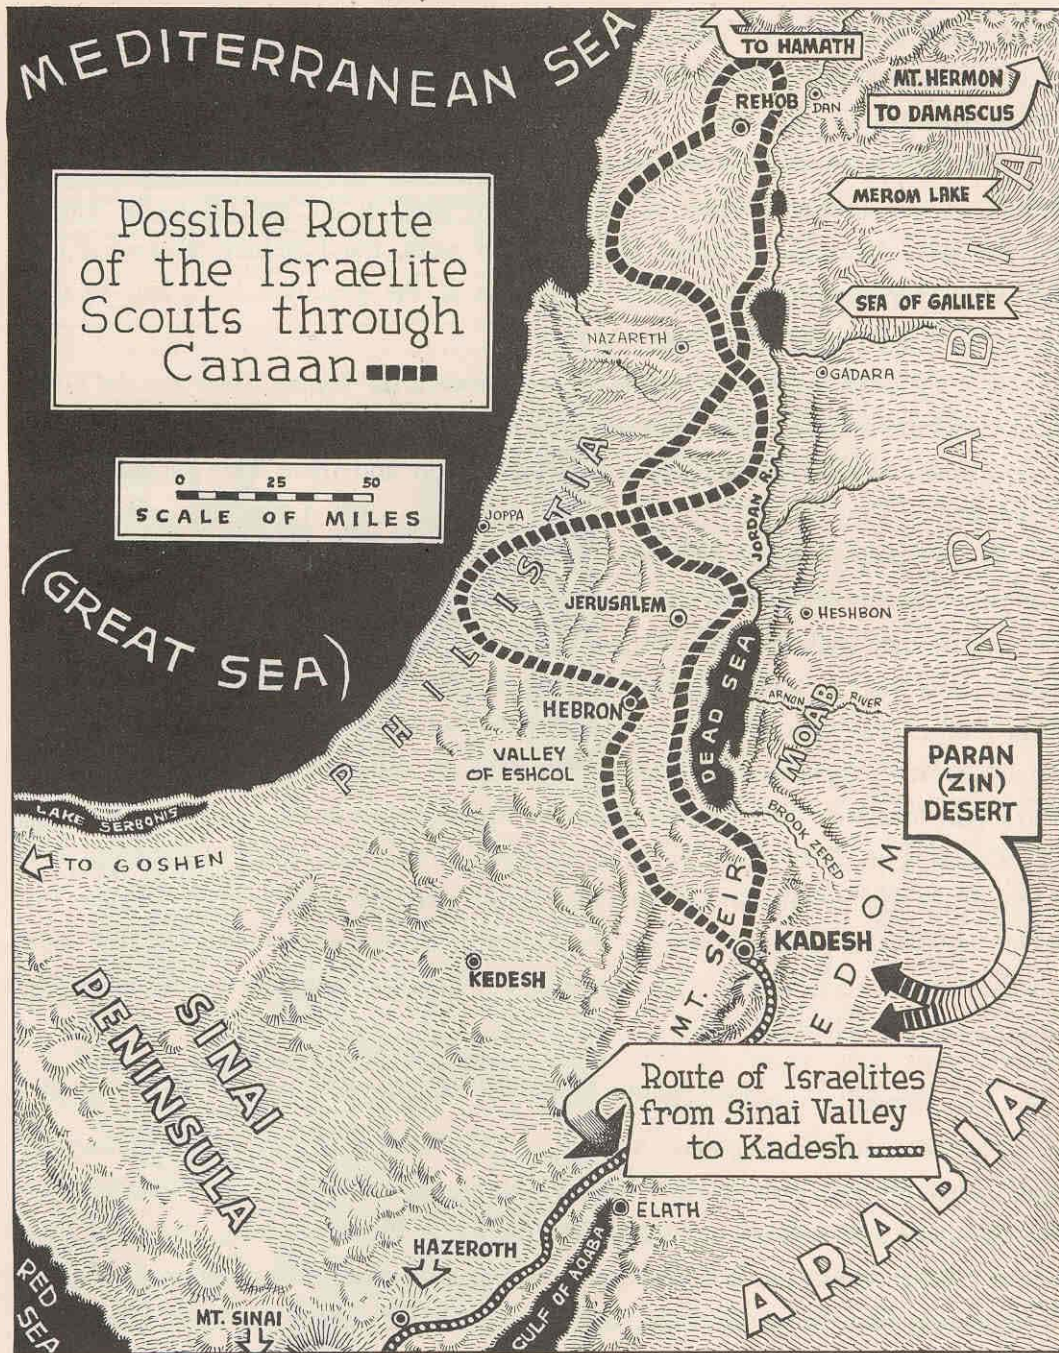 MEDITERRANEAN SEA
TO HAMATH
MT. HERMON
TO DAMASCUS
REHOB
DAN
MEROM LAKE
Possible Route
of the Israelite
Scouts through
Canaan
SEA OF GALILEE
NAZARETH
GADARA
ARABIA
0 25 50
SCALE OF MILES
JOPPA
PHILISTIA
JORDAN R.
(GREAT SEA)
JERUSALEM
HESHBON
DEAD SEA
ARNON RIVER
MOAB
HEBRON
VALLEY
OF ESHCOL
PARAN
(ZIN)
DESERT
BROOK ZERED
LAKE SERBONIS
TO GOSHEN
MT. SEIR
EDOM
KADESH
KEDESH
SINAI
PENINSULA
Route of Israelites
from Sinai Valley
to Kadesh
ELATH
ARABIA
HAZEROTH
GULF OF AQABA
RED
SEA
MT. SINAI